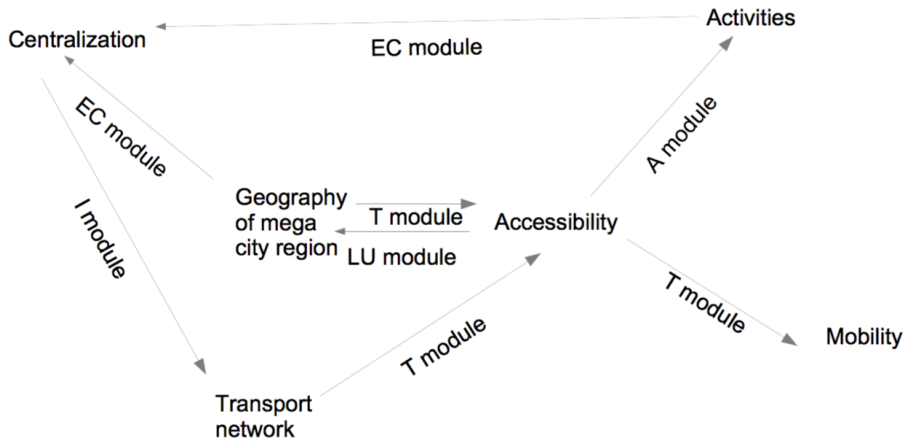 Activities
Centralization
EC module
EC module
A module
Geography
of mega
city region
T module
Accessibility
LU module
I module
T module
T module
Mobility
Transport
network